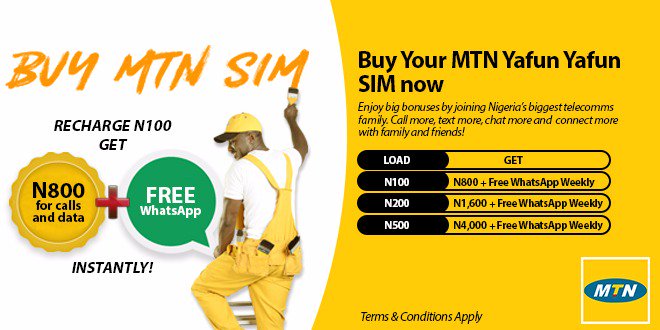 BUY MTN SIM
RECHARGE N100
GET
N800
for calls
and data
+
FREE
WhatsApp
INSTANTLY!
Buy Your MTN Yafun Yafun
SIM now
Enjoy big bonuses by joining Nigeria's biggest telecomms
family. Call more, text more, chat more and connect more
with family and friends!
LOAD GET
N100 N800 + Free WhatsApp Weekly
N200 N1,600 + Free WhatsApp Weekly
N500 N4,000 + Free WhatsApp Weekly
MTN
Terms & Conditions Apply